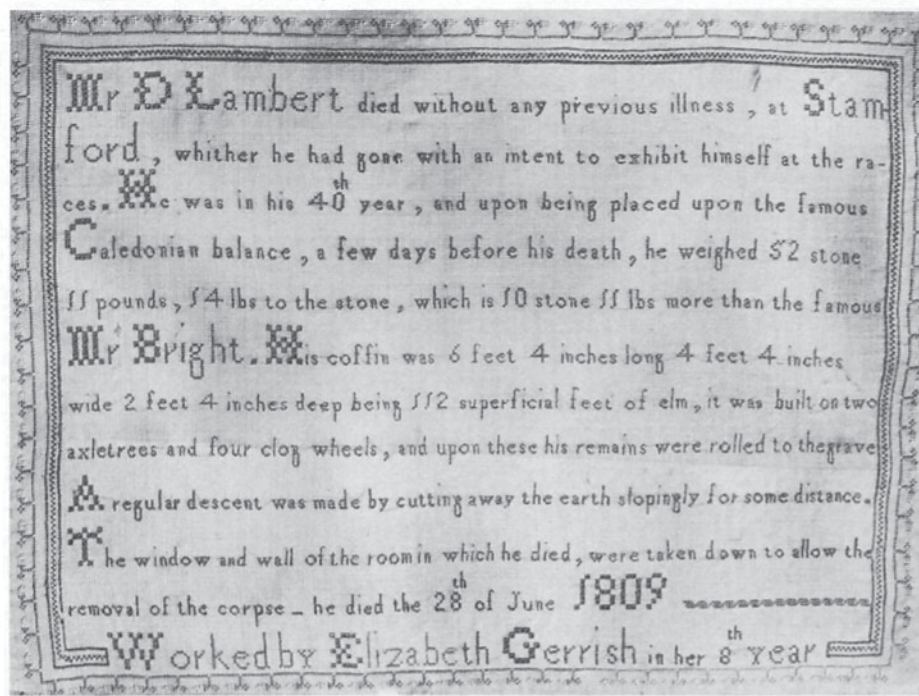 Mr D Lambert died without any previous illness, at Stam-
ford, whither he had gone with an intent to exhibit himself at the ra-
ces. He was in his 40th year, and upon being placed upon the famous
Caledonian balance, a few days before his death, he weighed 52 stone
11 pounds, 14 lbs to the stone, which is 10 stone 11 lbs more than the famous
Mr Bright. His coffin was 6 feet 4 inches long 4 feet 4 inches
wide 2 feet 4 inches deep being 112 superficial feet of elm, it was built on two
axletrees and four clog wheels, and upon these his remains were rolled to the grave
A regular descent was made by cutting away the earth slopingly for some distance.
The window and wall of the room in which he died, were taken down to allow the
removal of the corpse – he died the 28th of June 1809
Worked by Elizabeth Gerrish in her 8th year